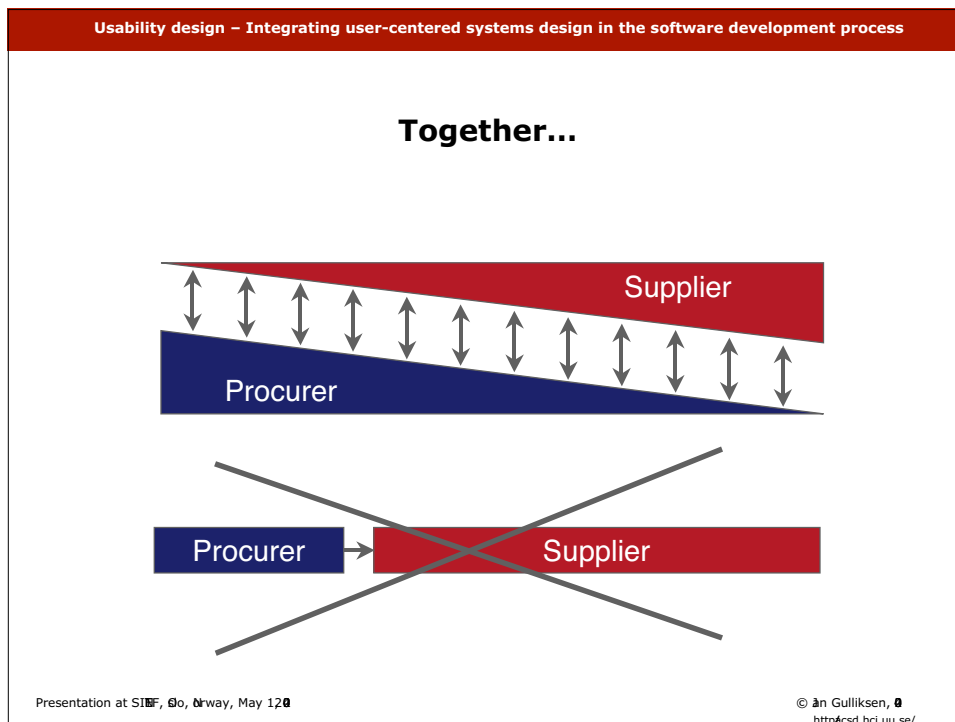 Usability design – Integrating user-centered systems design in the software development process
Together...
Supplier
Procurer
Procurer
Supplier
Presentation at May
© Gulliksen,